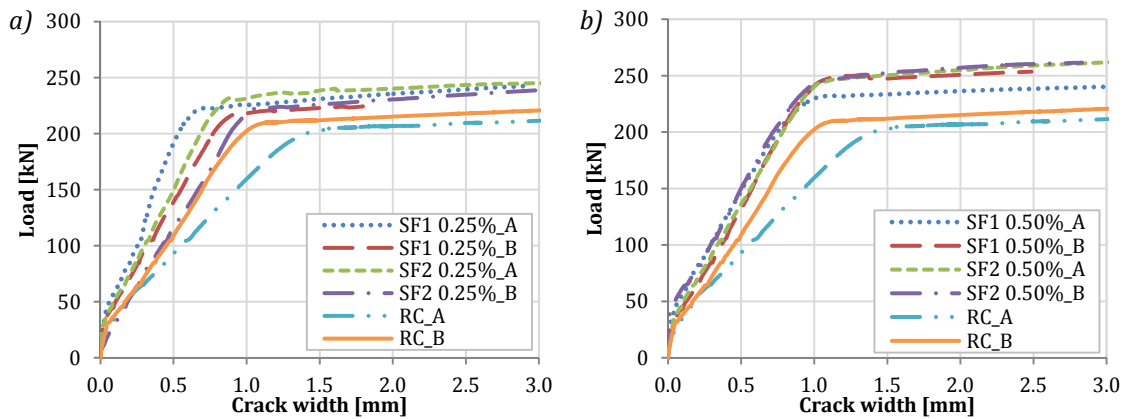 a)
300
250
200
150
100
50
0
Load [kN]
0.0 0.5 1.0 1.5 2.0 2.5 3.0
Crack width [mm]
SF1 0.25%_A
SF1 0.25%_B
SF2 0.25%_A
SF2 0.25%_B
RC_A
RC_B
b)
300
250
200
150
100
50
0
Load [kN]
0.0 0.5 1.0 1.5 2.0 2.5 3.0
Crack width [mm]
SF1 0.50%_A
SF1 0.50%_B
SF2 0.50%_A
SF2 0.50%_B
RC_A
RC_B